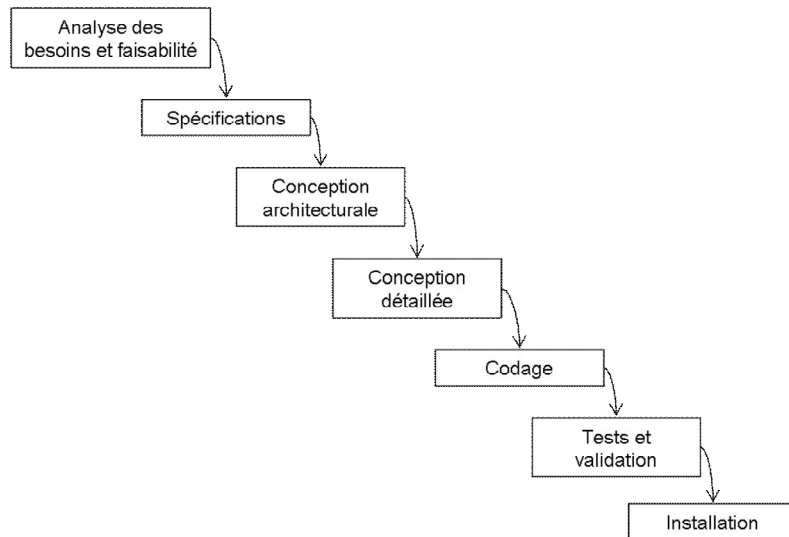 Analyse des
besoins et faisabilité
Spécifications
Conception
architecturale
Conception
détaillée
Codage
Tests et
validation
Installation